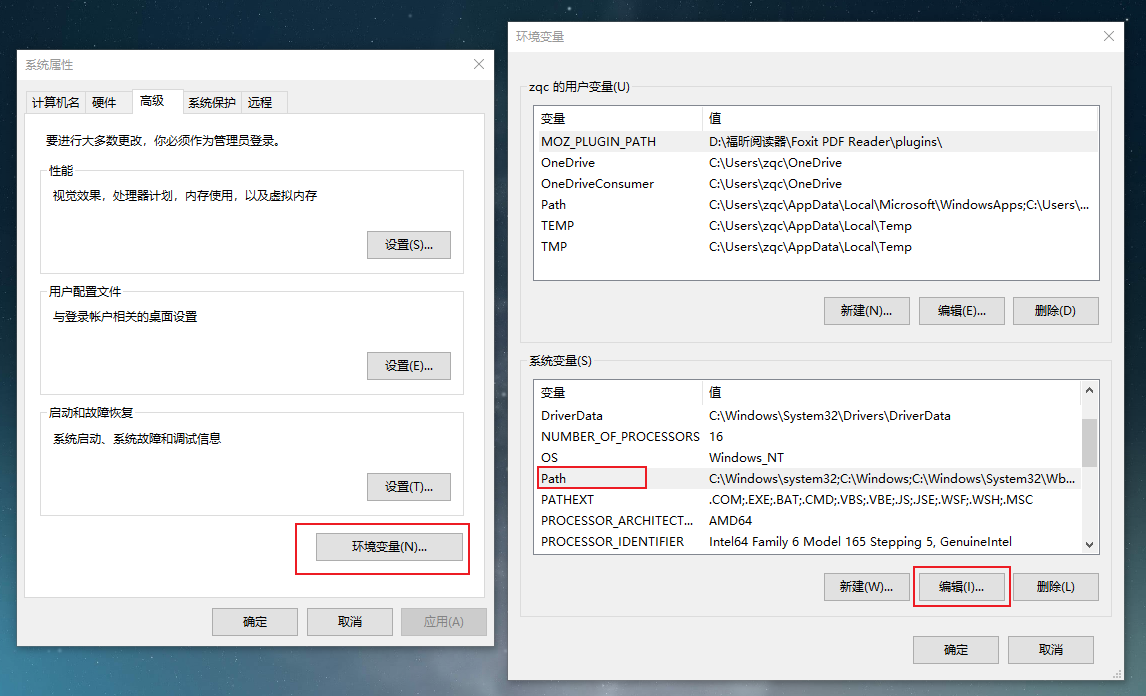 系统属性
计算机名 硬件 高级 系统保护 远程
要进行大多数更改，你必须作为管理员登录。
性能
视觉效果，处理器计划，内存使用，以及虚拟内存
设置(S)...
用户配置文件
与登录帐户相关的桌面设置
设置(E)...
启动和故障恢复
系统启动、系统故障和调试信息
设置(T)...
环境变量(N)...
确定 取消 应用(A)
环境变量
zqc 的用户变量(U)
变量 值
MOZ_PLUGIN_PATH D:\福昕阅读器\Foxit PDF Reader\plugins\
OneDrive C:\Users\zqc\OneDrive
OneDriveConsumer C:\Users\zqc\OneDrive
Path C:\Users\zqc\AppData\Local\Microsoft\WindowsApps;C:\Users\...
TEMP C:\Users\zqc\AppData\Local\Temp
TMP C:\Users\zqc\AppData\Local\Temp
新建(N)... 编辑(E)... 删除(D)
系统变量(S)
变量 值
DriverData C:\Windows\System32\Drivers\DriverData
NUMBER_OF_PROCESSORS 16
OS Windows_NT
Path C:\Windows\system32;C:\Windows;C:\Windows\System32\Wb...
PATHEXT .COM;.EXE;.BAT;.CMD;.VBS;.VBE;.JS;.JSE;.WSF;.WSH;.MSC
PROCESSOR_ARCHITECT... AMD64
PROCESSOR_IDENTIFIER Intel64 Family 6 Model 165 Stepping 5, GenuineIntel
新建(W)... 编辑(I)... 删除(L)
确定 取消